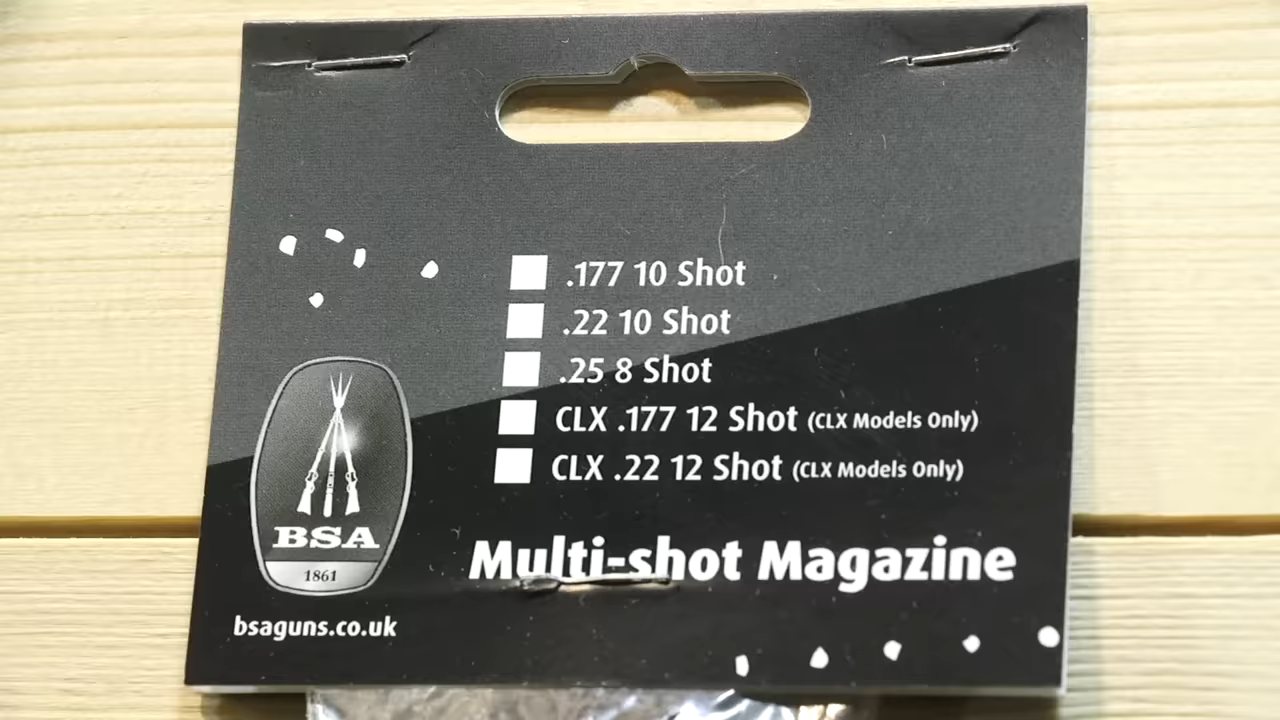 .177 10 Shot
.22 10 Shot
.25 8 Shot
CLX .177 12 Shot (CLX Models Only)
CLX .22 12 Shot (CLX Models Only)
BSA
1861
Multi-shot Magazine
bsaguns.co.uk